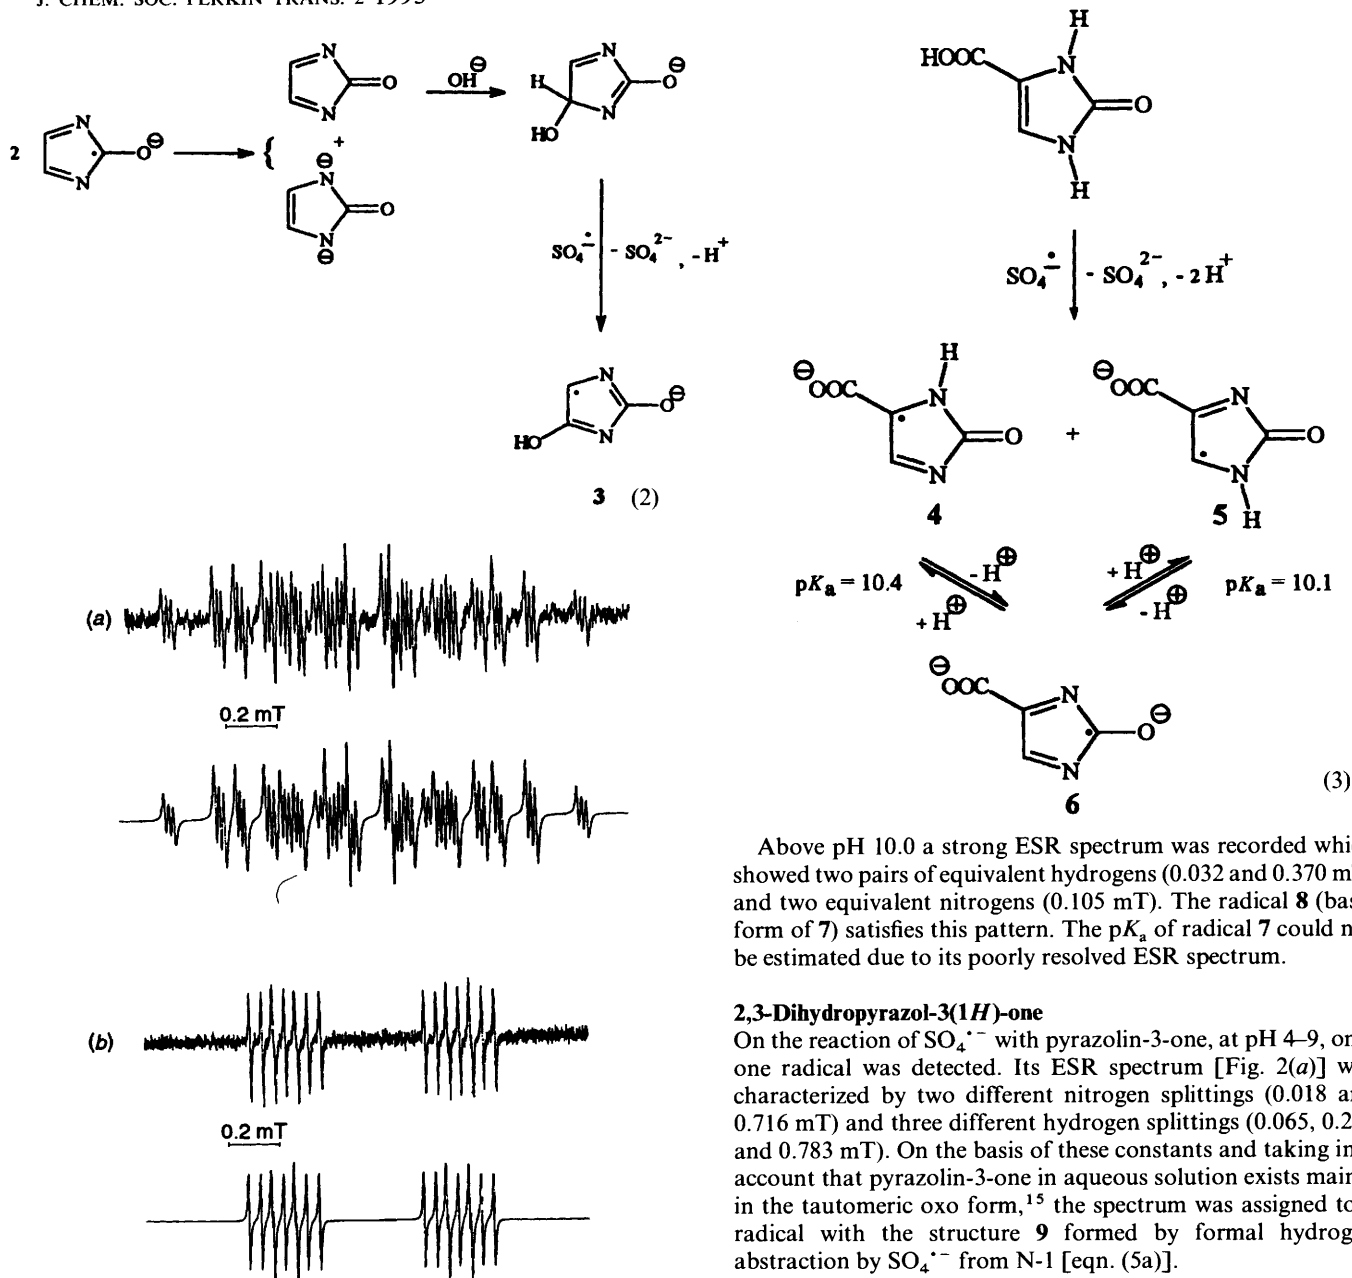 J. CHEM. SOC. PERKIN TRANS. 2 1995
2
N
N
O⊖
{
N
N
O
+
⊖
N
N
⊖
O
OH⊖
H
HO
N
N
O⊖
SO₄•− - SO₄²⁻, -H⁺
HO
N
N
O⊖
3 (2)
(a)
0.2 mT
(b)
0.2 mT
H
HOOC
N
O
N
H
SO₄•− - SO₄²⁻, -2H⁺
⊖OOC
H
N
O
N
4
+
⊖OOC
N
O
N
H
5
pKa = 10.4
-H⊕
+H⊕
+H⊕
-H⊕
pKa = 10.1
⊖OOC
N
N
O⊖
6
(3)
Above pH 10.0 a strong ESR spectrum was recorded
showed two pairs of equivalent hydrogens (0.032 and 0.370
and two equivalent nitrogens (0.105 mT). The radical 8
form of 7) satisfies this pattern. The pKa of radical 7 could
be estimated due to its poorly resolved ESR spectrum.
2,3-Dihydropyrazol-3(1H)-one
On the reaction of SO₄•− with pyrazolin-3-one, at pH 4–9,
one radical was detected. Its ESR spectrum [Fig. 2(a)]
characterized by two different nitrogen splittings (0.018
0.716 mT) and three different hydrogen splittings (0.065,
and 0.783 mT). On the basis of these constants and taking
account that pyrazolin-3-one in aqueous solution exists
in the tautomeric oxo form,¹⁵ the spectrum was assigned to
radical with the structure 9 formed by formal
abstraction by SO₄•− from N-1 [eqn. (5a)].